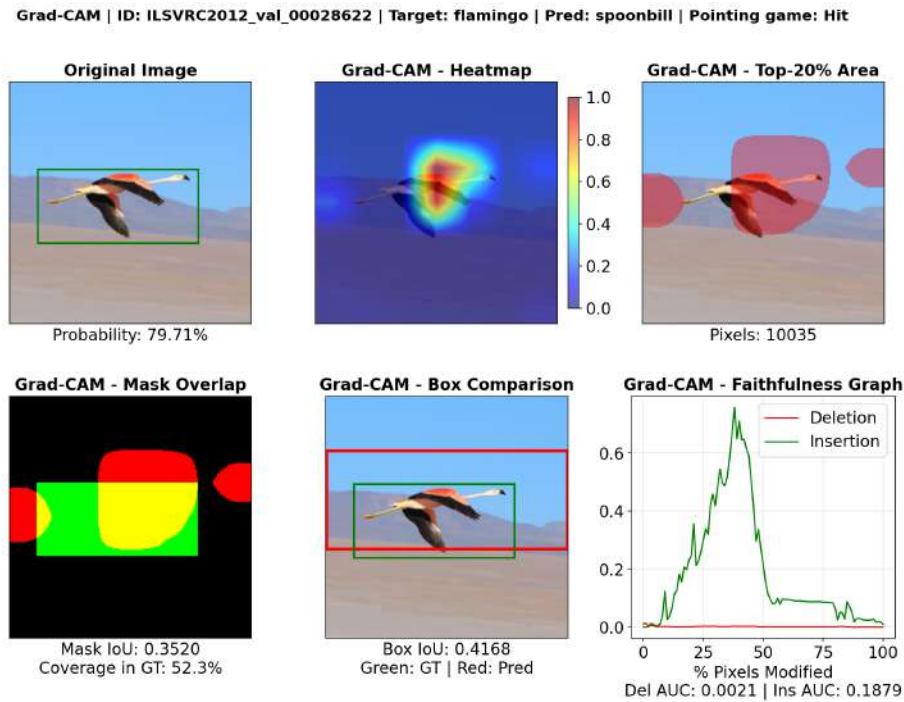 Grad-CAM | ID: ILSVRC2012_val_00028622 | Target: flamingo | Pred: spoonbill | Pointing game: Hit
Original Image
Probability: 79.71%
Grad-CAM - Heatmap
1.0
0.8
0.6
0.4
0.2
0.0
Grad-CAM - Top-20% Area
Pixels: 10035
Grad-CAM - Mask Overlap
Mask IoU: 0.3520
Coverage in GT: 52.3%
Grad-CAM - Box Comparison
Box IoU: 0.4168
Green: GT | Red: Pred
Grad-CAM - Faithfulness Graph
Deletion
Insertion
0.6
0.4
0.2
0.0
0 25 50 75 100
% Pixels Modified
Del AUC: 0.0021 | Ins AUC: 0.1879